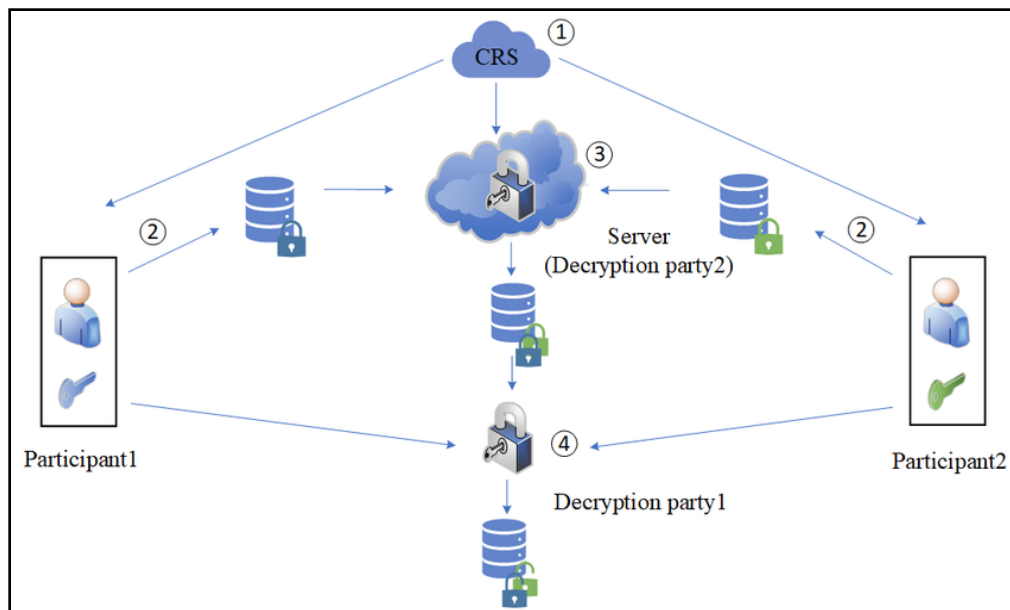 ①
CRS
③
②
②
Server
(Decryption party2)
④
Participant1
Participant2
Decryption party1